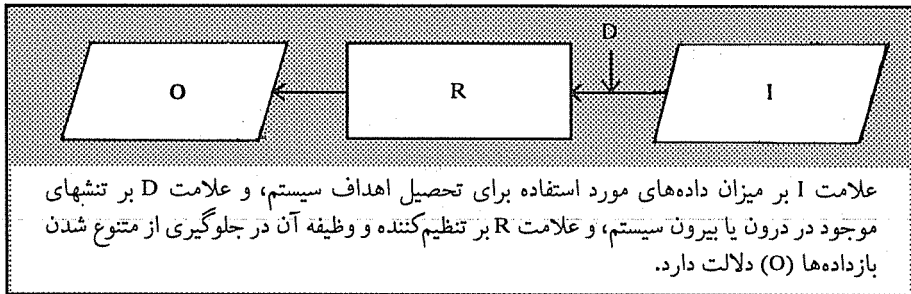 D
I
R
O
علامت I بر میزان داده‌های مورد استفاده برای تحصیل اهداف سیستم، و علامت D بر تنشهای
موجود در درون یا بیرون سیستم، و علامت R بر تنظیم‌کننده و وظیفه آن در جلوگیری از متنوع شدن
بازداده‌ها (O) دلالت دارد.